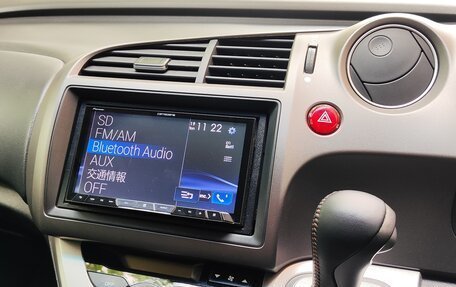 SD
FM/AM
Bluetooth Audio
AUX
交通情報
OFF
11 22